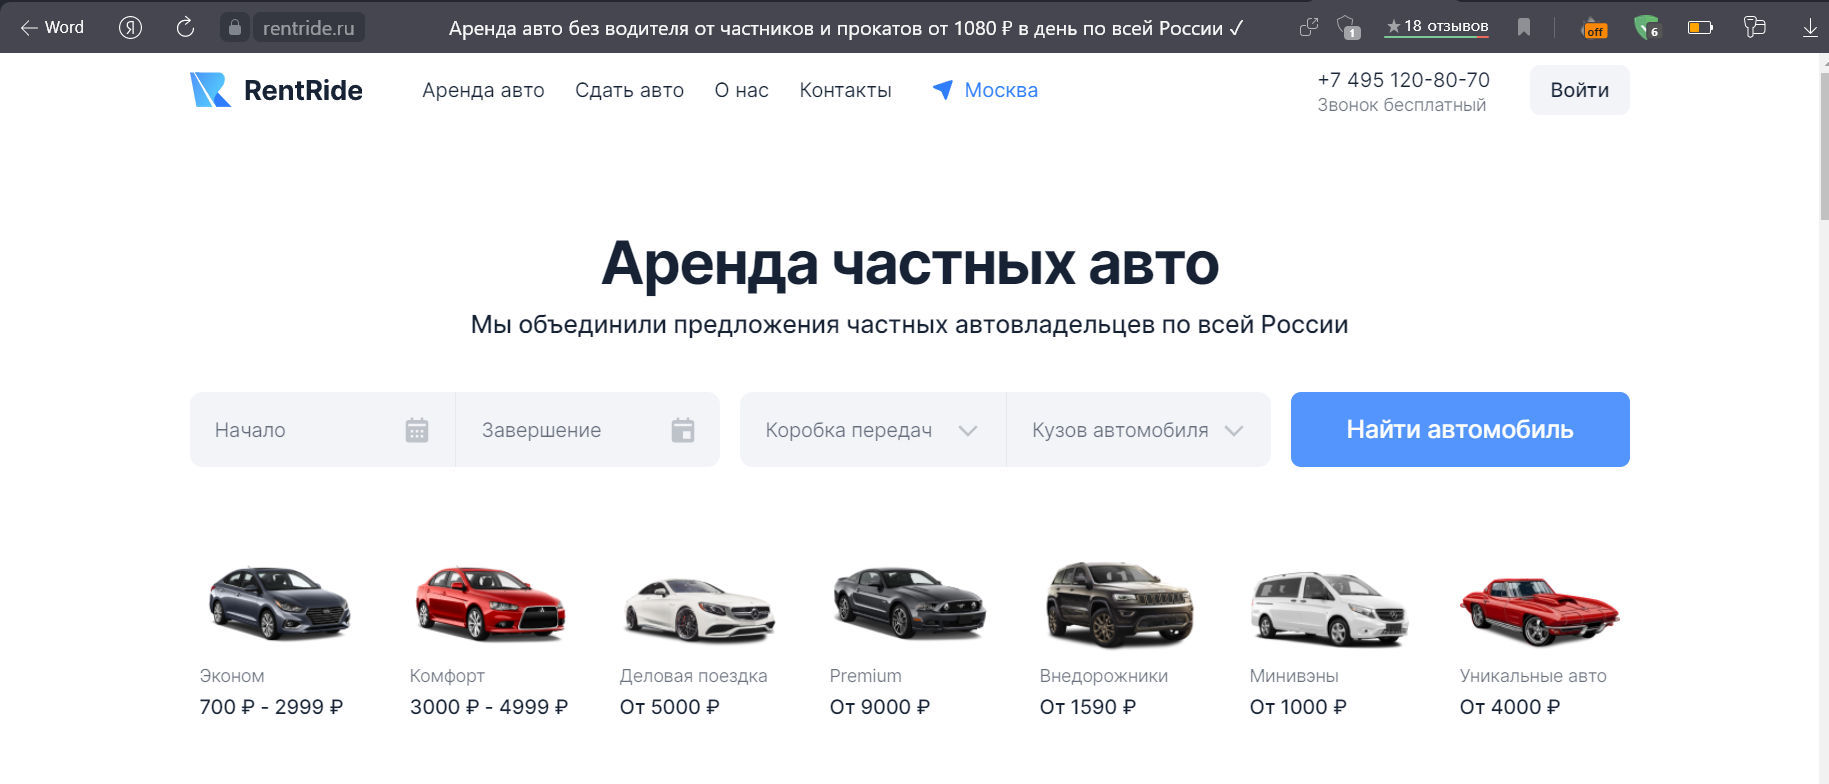 Word
Я
rentride.ru
Аренда авто без водителя от частников и прокатов от 1080 ₽ в день по всей России ✓
1
★ 18 отзывов
off
6
RentRide
Аренда авто
Сдать авто
О нас
Контакты
Москва
+7 495 120-80-70
Звонок бесплатный
Войти
Аренда частных авто
Мы объединили предложения частных автовладельцев по всей России
Начало
Завершение
Коробка передач
Кузов автомобиля
Найти автомобиль
Эконом
700 ₽ - 2999 ₽
Комфорт
3000 ₽ - 4999 ₽
Деловая поездка
От 5000 ₽
Premium
От 9000 ₽
Внедорожники
От 1590 ₽
Минивэны
От 1000 ₽
Уникальные авто
От 4000 ₽